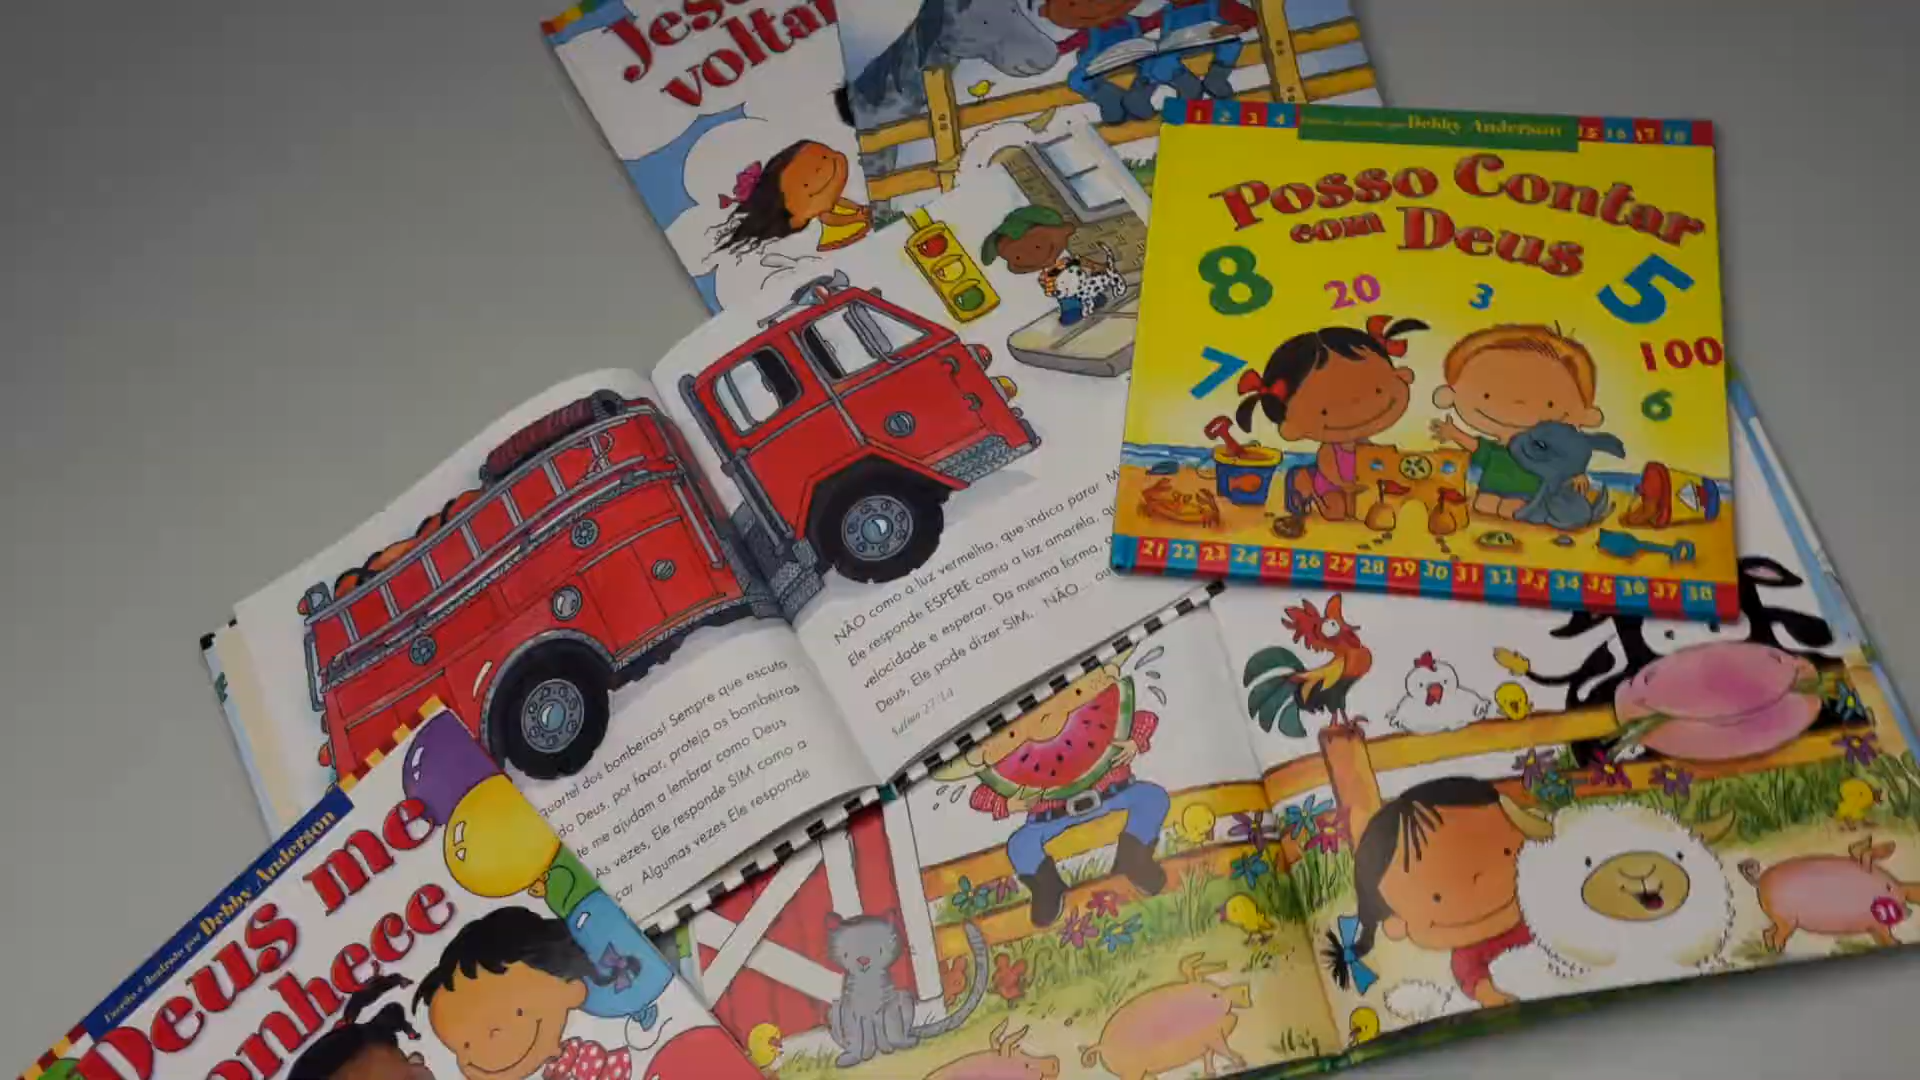 Jesus
voltar
1 2 3 4
Debby Anderson
15 16 17 18
Posso Contar
com Deus
8
20
3
5
7
100
6
21 22 23 24 25 26 27 28 29 30 31 32 33 34 35 36 37 38
NÃO como a luz vermelha, que indica parar
Ele responde ESPERE como a luz amarela,
velocidade e esperar. Da mesma forma,
Deus, Ele pode dizer SIM, NÃO...
Salmo 27:14
quartel dos bombeiros! Sempre que escuto
do Deus, por favor, proteja os bombeiros
me ajudam a lembrar como Deus
As vezes, Ele responde SIM como a
Algumas vezes Ele responde
Escrito e ilustrado por Debby Anderson
Deus me
onhece